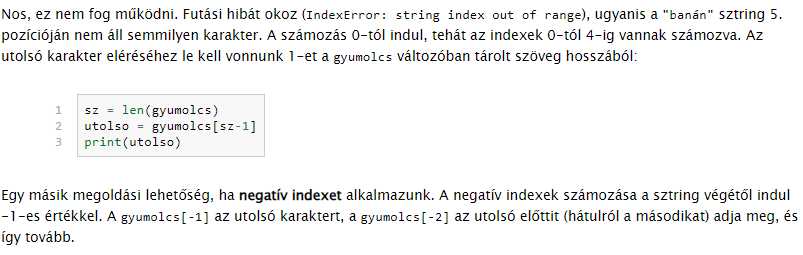 Nos, ez nem fog működni. Futási hibát okoz (IndexError: string index out of range), ugyanis a "banán" sztring 5.
pozícióján nem áll semmilyen karakter. A számozás 0-tól indul, tehát az indexek 0-tól 4-ig vannak számozva. Az
utolsó karakter eléréséhez le kell vonnunk 1-et a gyumolcs változóban tárolt szöveg hosszából:
1 sz = len(gyumolcs)
2 utolso = gyumolcs[sz-1]
3 print(utolso)
Egy másik megoldási lehetőség, ha negatív indexet alkalmazunk. A negatív indexek számozása a sztring végétől indul
-1-es értékkel. A gyumolcs[-1] az utolsó karaktert, a gyumolcs[-2] az utolsó előttit (hátulról a másodikat) adja meg, és
így tovább.